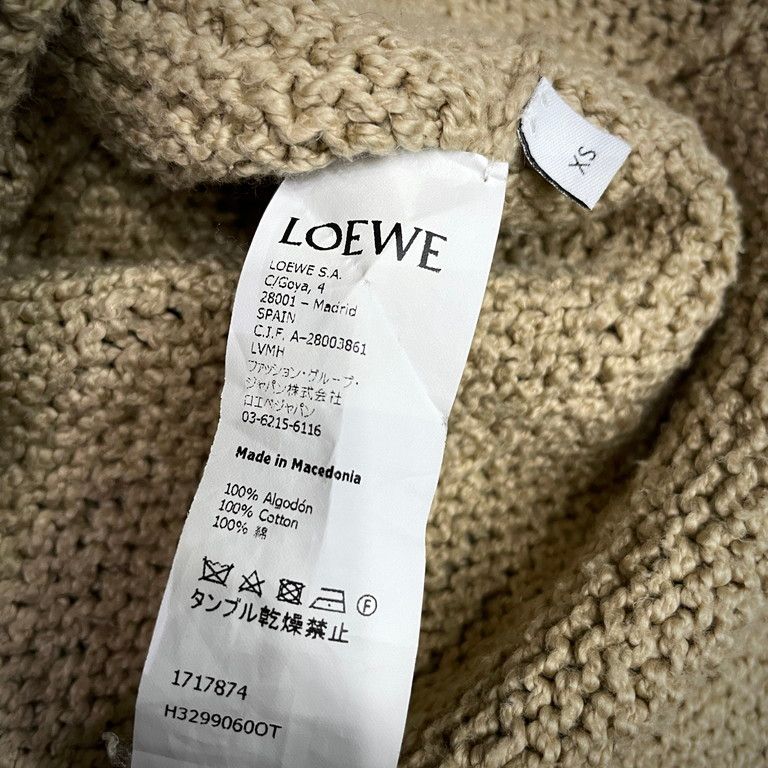 XS
LOEWE
LOEWE S.A.
C/Goya, 4
28001 – Madrid
SPAIN
C.I.F. A-28003861
LVMH
ファッション・グループ・
ジャパン株式会社
ロエベジャパン
03-6215-6116
Made in Macedonia
100% Algodón
100% Cotton
100% 綿
F
タンブル乾燥禁止
1717874
H3299060OT